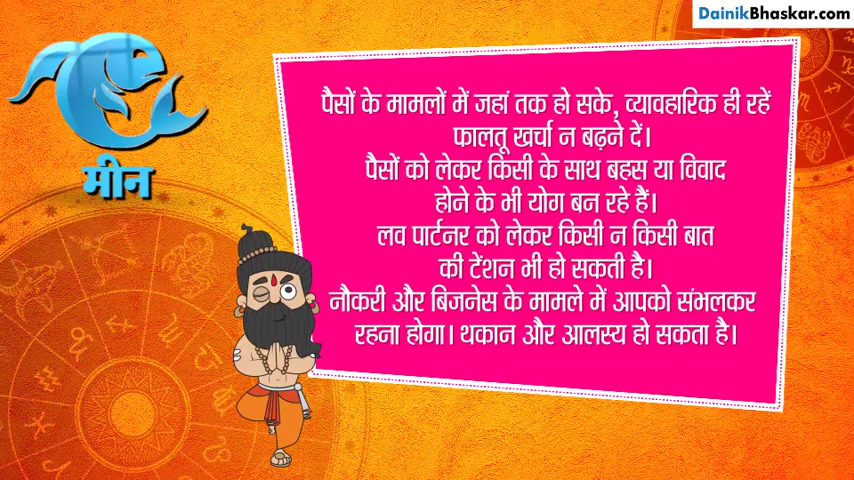 DainikBhaskar.com
मीन
पैसों के मामलों में जहां तक हो सके, व्यावहारिक ही रहें
फालतू खर्चा न बढ़ने दें।
पैसों को लेकर किसी के साथ बहस या विवाद
होने के भी योग बन रहे हैं।
लव पार्टनर को लेकर किसी न किसी बात
की टेंशन भी हो सकती है।
नौकरी और बिजनेस के मामले में आपको संभलकर
रहना होगा। थकान और आलस्य हो सकता है।